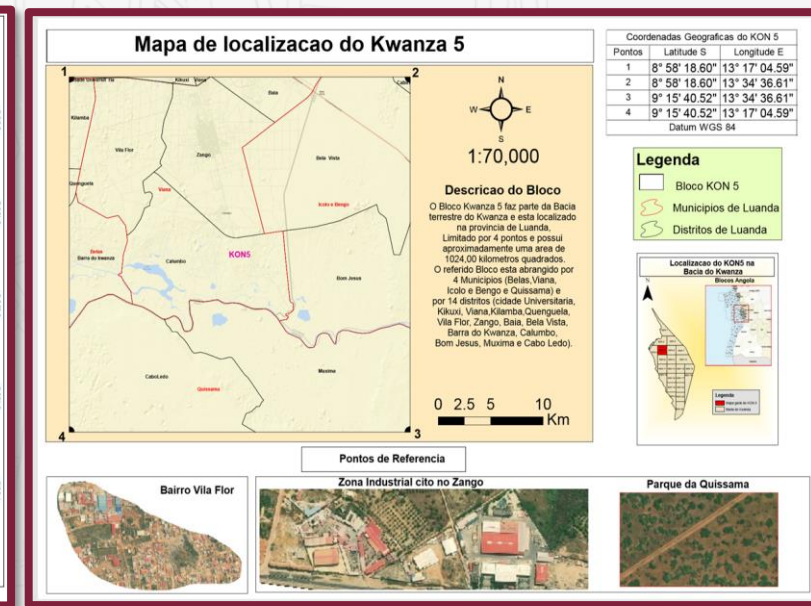 Mapa de localizacao do Kwanza 5
1
2
Kikuxi
Viana
Baia
Kilamba
Vila Flor
Zango
Bela Vista
Quenguela
Viana
Icolo e Bengo
Belas
Barra do kwanza
Calumbo
KON5
Bom Jesus
CaboLedo
Quissama
Muxima
4
3
N
W
E
S
1:70,000
Descricao do Bloco
O Bloco Kwanza 5 faz parte da Bacia
terrestre do Kwanza e esta localizado
na provincia de Luanda,
Limitado por 4 pontos e possui
aproximadamente uma area de
1024,00 kilometros quadrados.
O referido Bloco esta abrangido por
4 Municipios (Belas,Viana,
Icolo e Bengo e Quissama) e
por 14 distritos (cidade Universitaria,
Kikuxi, Viana,Kilamba,Quenguela,
Vila Flor, Zango, Baia, Bela Vista,
Barra do Kwanza, Calumbo,
Bom Jesus, Muxima e Cabo Ledo).
0 2.5 5 10
Km
Coordenadas Geograficas do KON 5
Pontos Latitude S Longitude E
1 8° 58' 18.60" 13° 17' 04.59"
2 8° 58' 18.60" 13° 34' 36.61"
3 9° 15' 40.52" 13° 34' 36.61"
4 9° 15' 40.52" 13° 17' 04.59"
Datum WGS 84
Legenda
Bloco KON 5
Municipios de Luanda
Distritos de Luanda
Localizacao do KON5 na
Bacia do Kwanza
Blocos Angola
N
Legenda
Pontos de Referencia
Bairro Vila Flor
Zona Industrial cito no Zango
Parque da Quissama